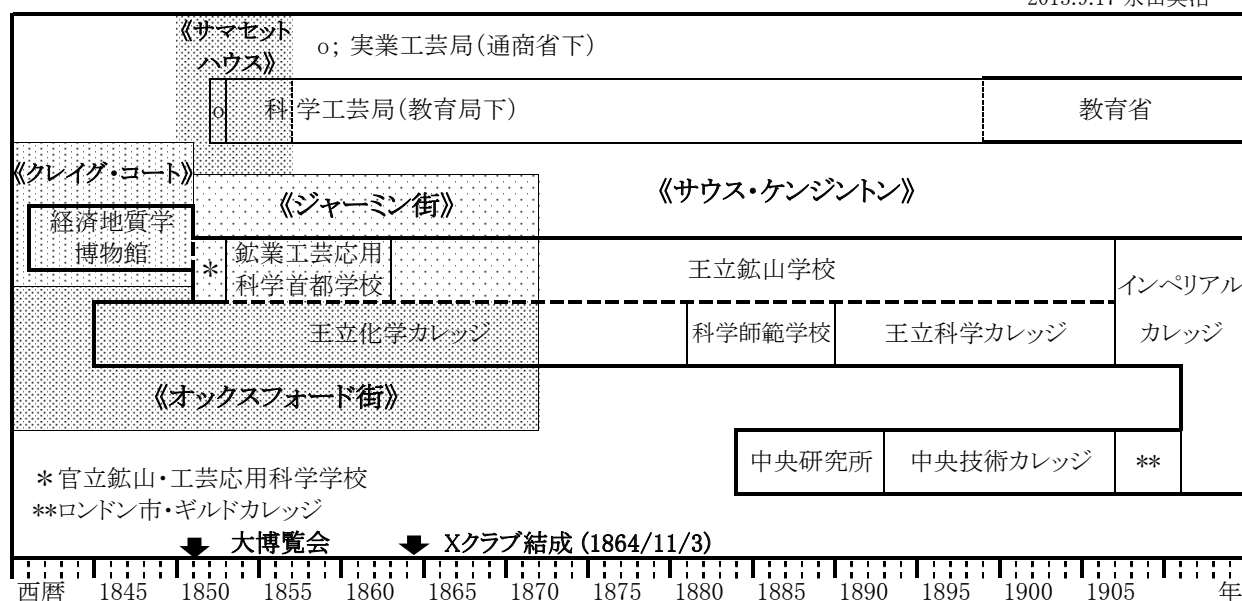 《サマセット
ハウス》
o; 実業工芸局(通商省下)
o
科学工芸局(教育局下)
教育省
《クレイグ・コート》
《ジャーミン街》
《サウス・ケンジントン》
経済地質学
博物館
*
鉱業工芸応用
科学首都学校
王立鉱山学校
インペリアル
カレッジ
王立化学カレッジ
科学師範学校
王立科学カレッジ
《オックスフォード街》
中央研究所
中央技術カレッジ
**
*官立鉱山・工芸応用科学学校
**ロンドン市・ギルドカレッジ
大博覧会
Xクラブ結成 (1864/11/3)
西暦 1845 1850 1855 1860 1865 1870 1875 1880 1885 1890 1895 1900 1905 年